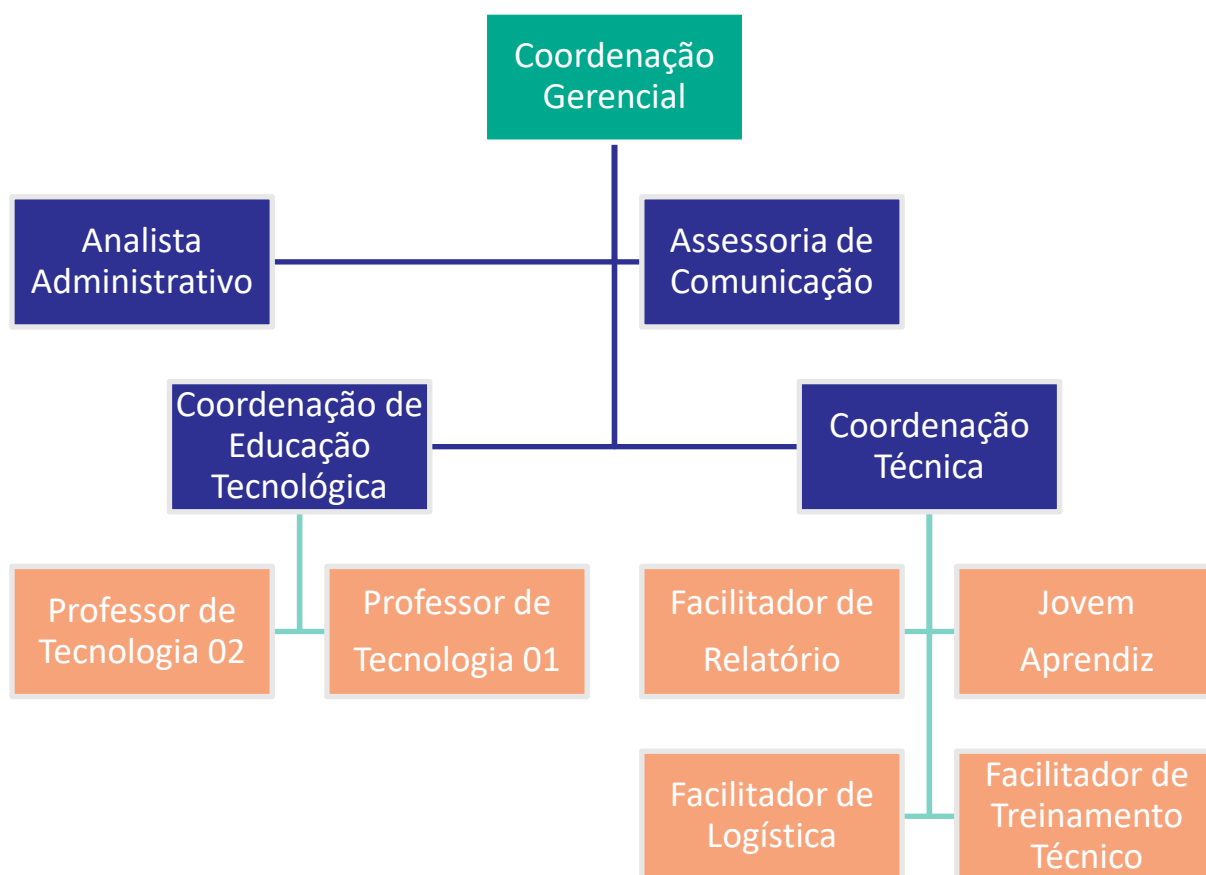 Coordenação
Gerencial
Analista
Administrativo
Assessoria de
Comunicação
Coordenação de
Educação
Tecnológica
Coordenação
Técnica
Professor de
Tecnologia 02
Professor de
Tecnologia 01
Facilitador de
Relatório
Jovem
Aprendiz
Facilitador de
Logística
Facilitador de
Treinamento
Técnico